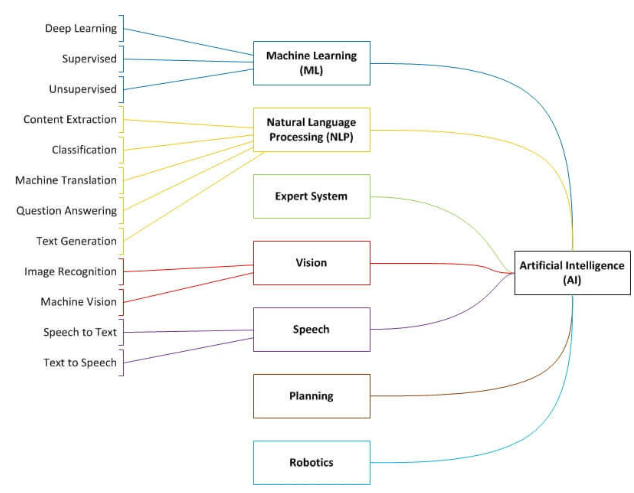 Deep Learning
Supervised
Unsupervised
Content Extraction
Classification
Machine Translation
Question Answering
Text Generation
Image Recognition
Machine Vision
Speech to Text
Text to Speech
Machine Learning
(ML)
Natural Language
Processing (NLP)
Expert System
Vision
Speech
Planning
Robotics
Artificial Intelligence
(AI)